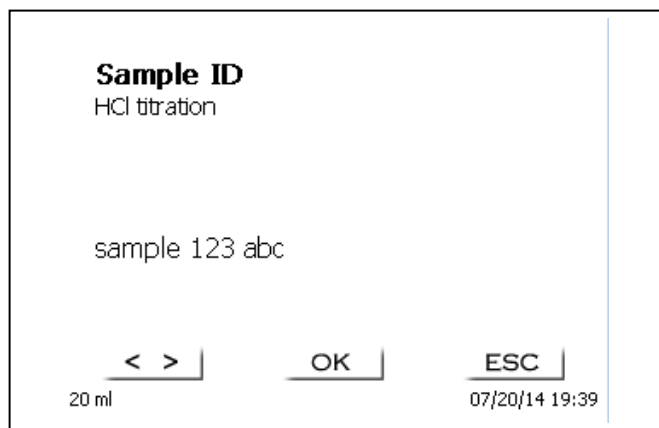 Sample ID
HCl titration
sample 123 abc
< > OK ESC
20 ml 07/20/14 19:39